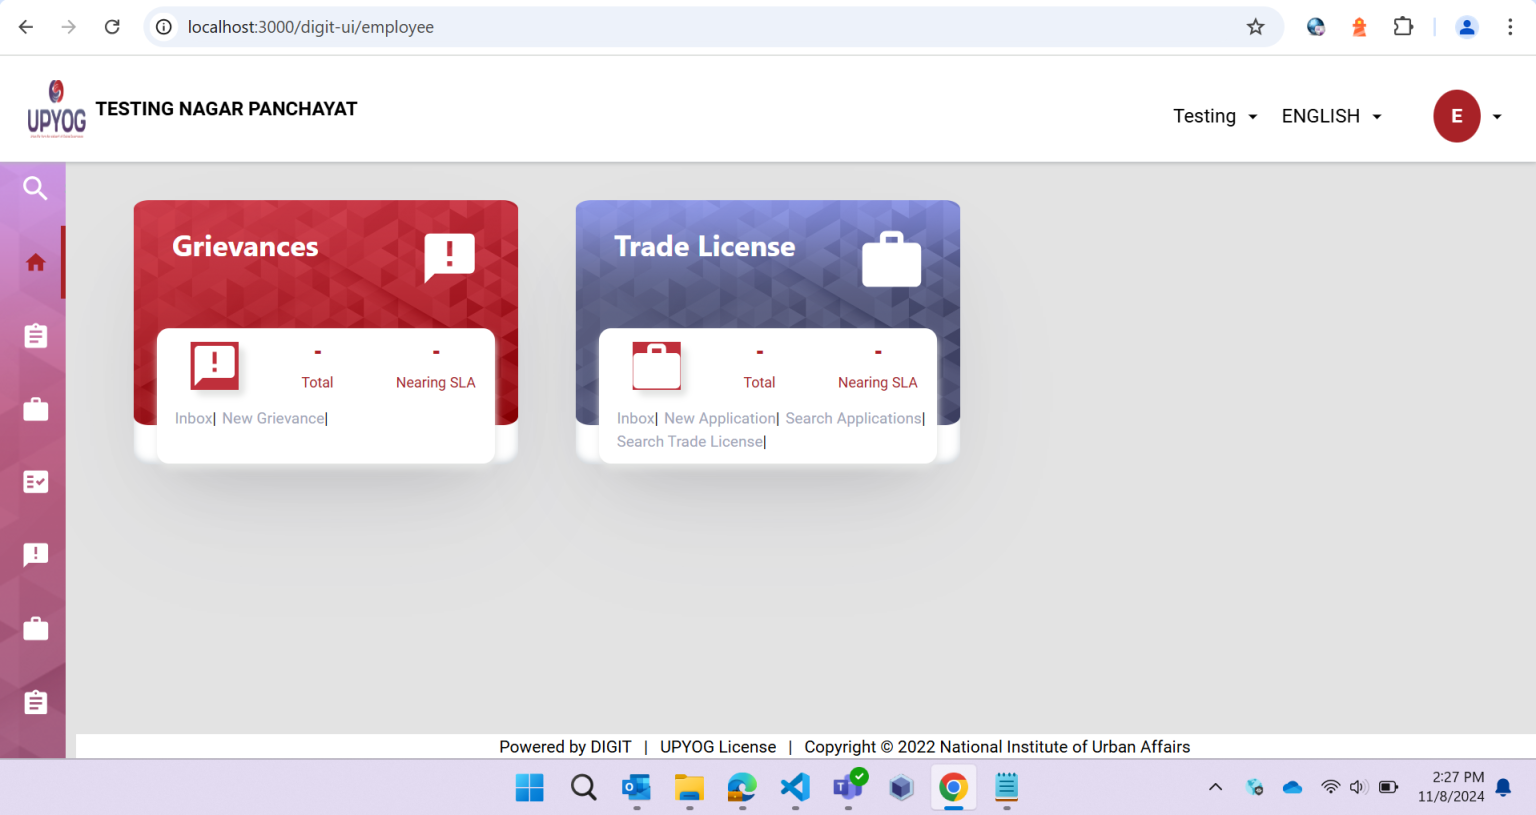 localhost:3000/digit-ui/employee
UPYOG
TESTING NAGAR PANCHAYAT
Testing
ENGLISH
E
Grievances
-
-
Total
Nearing SLA
Inbox| New Grievance|
Trade License
-
-
Total
Nearing SLA
Inbox| New Application| Search Applications|
Search Trade License|
Powered by DIGIT | UPYOG License | Copyright © 2022 National Institute of Urban Affairs
2:27 PM
11/8/2024